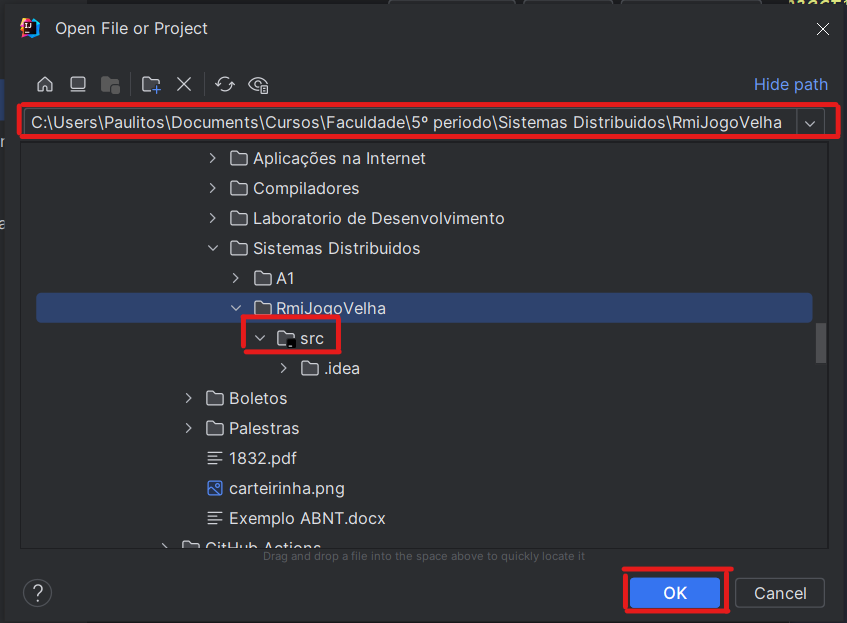 Open File or Project
Hide path
C:\Users\Paulitos\Documents\Cursos\Faculdade\5º periodo\Sistemas Distribuidos\RmiJogoVelha
Aplicações na Internet
Compiladores
Laboratorio de Desenvolvimento
Sistemas Distribuidos
A1
RmiJogoVelha
src
.idea
Boletos
Palestras
1832.pdf
carteirinha.png
Exemplo ABNT.docx
GitHub Actions
Drag and drop a file into the space above to quickly locate it
? OK Cancel